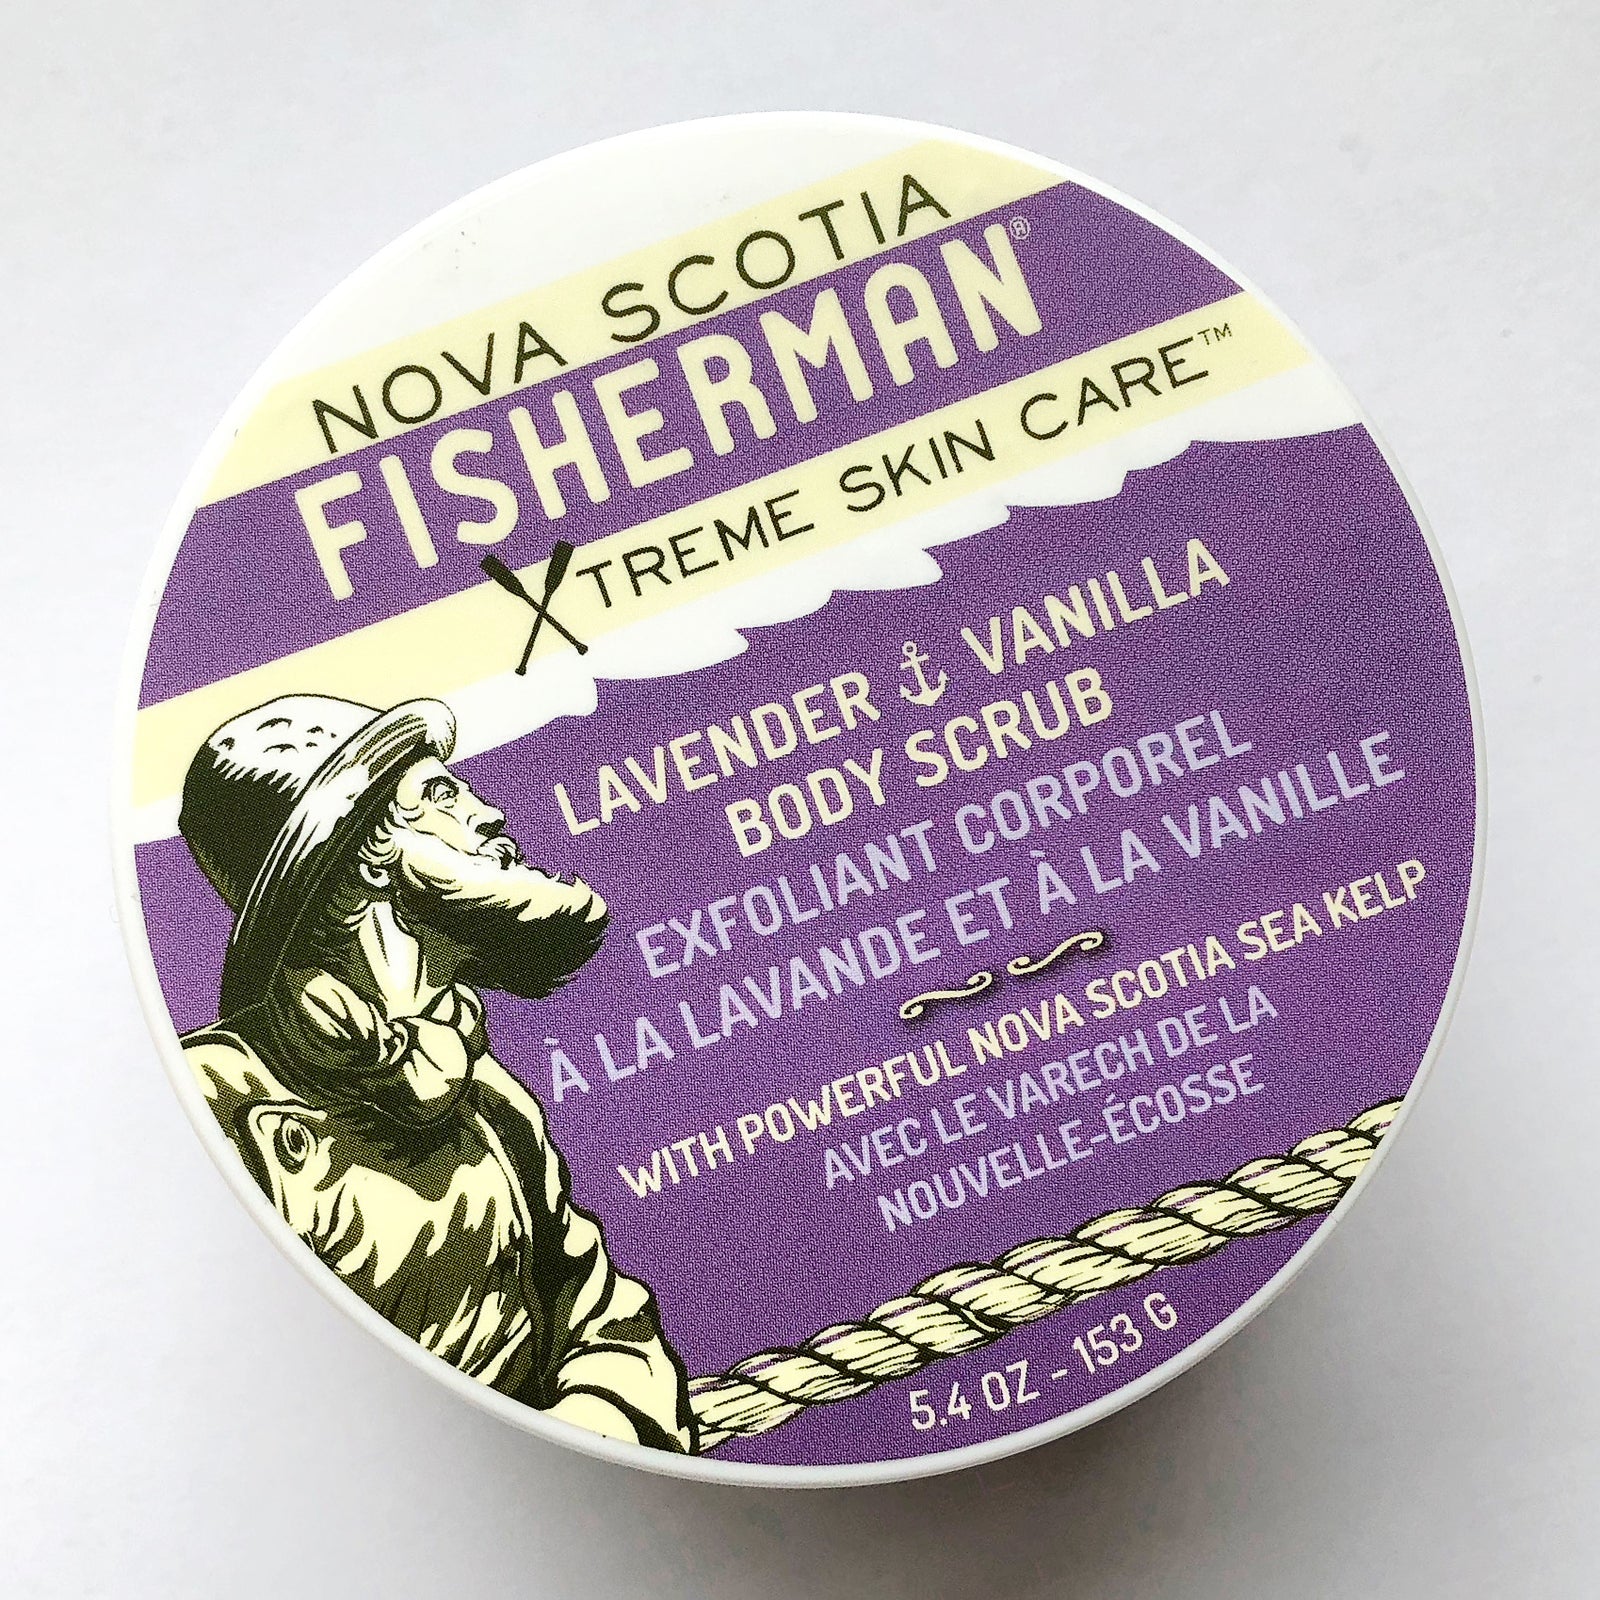 NOVA SCOTIA
FISHERMAN®
XTREME SKIN CARE™
LAVENDER ⚓ VANILLA
BODY SCRUB
EXFOLIANT CORPOREL
À LA LAVANDE ET À LA VANILLE
WITH POWERFUL NOVA SCOTIA SEA KELP
AVEC LE VARECH DE LA
NOUVELLE-ÉCOSSE
5.4 OZ - 153 G